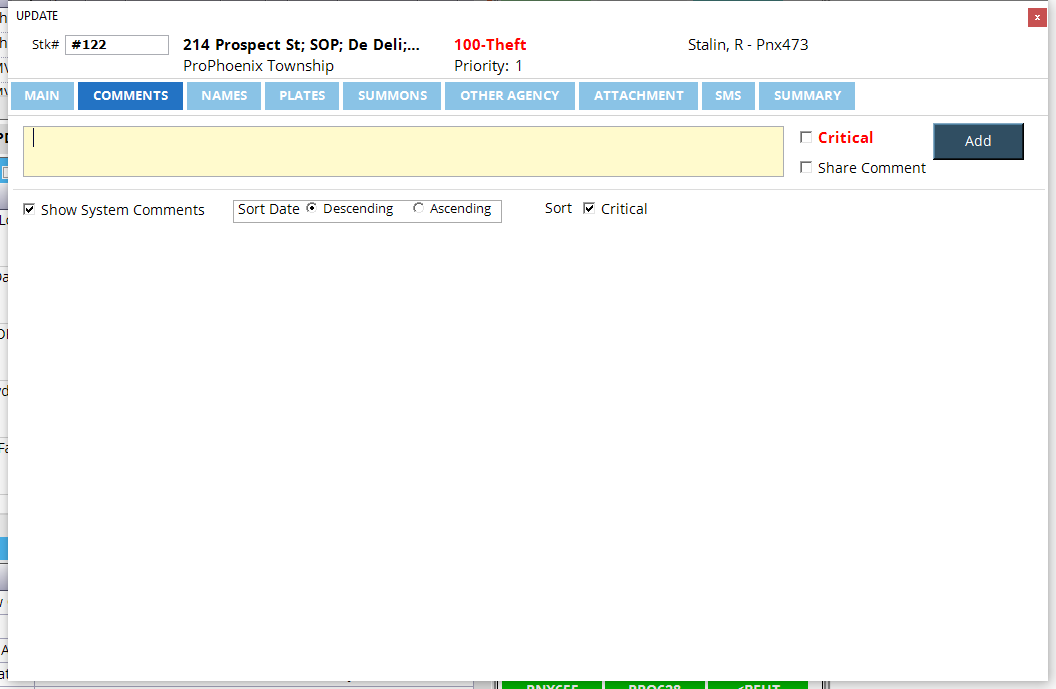 UPDATE
x
Stk# #122 214 Prospect St; SOP; De Deli;... 100-Theft Stalin, R - Pnx473
ProPhoenix Township Priority: 1
MAIN COMMENTS NAMES PLATES SUMMONS OTHER AGENCY ATTACHMENT SMS SUMMARY
Critical Add
Share Comment
Show System Comments Sort Date Descending Ascending Sort Critical